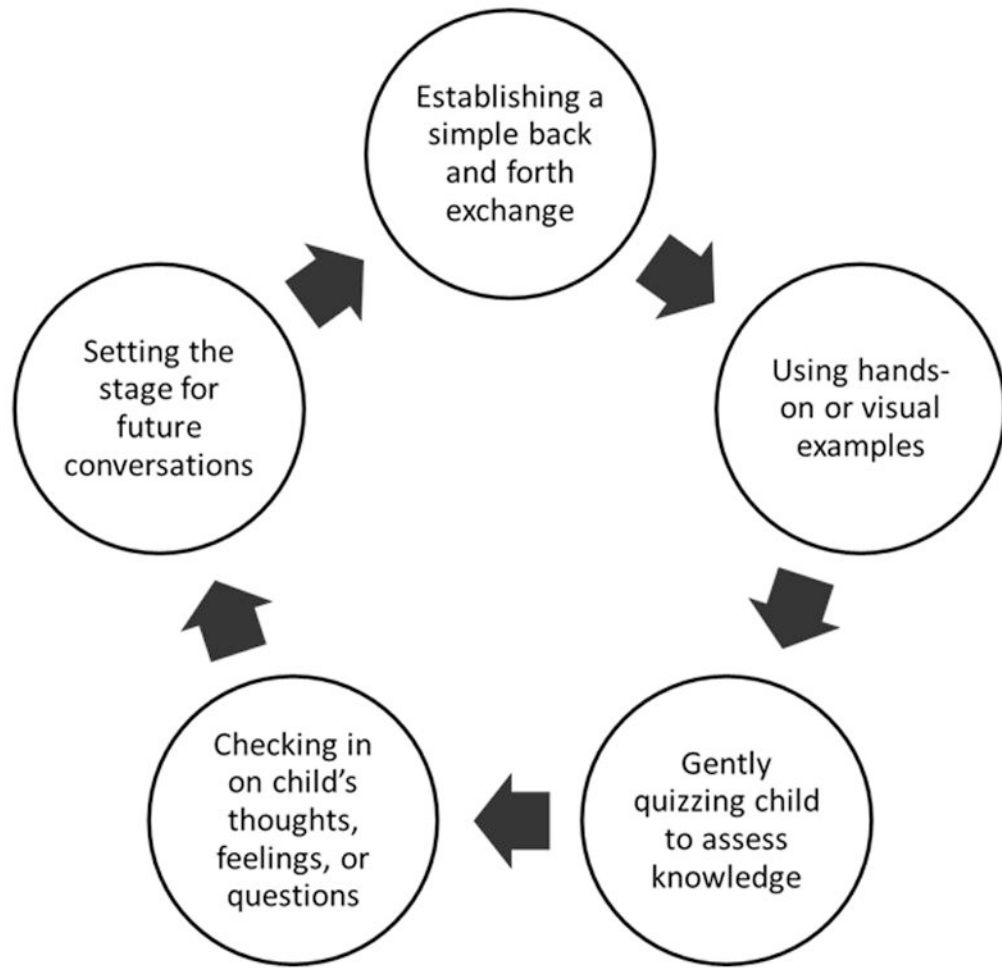 Establishing a
simple back
and forth
exchange
Using hands-
on or visual
examples
Gently
quizzing child
to assess
knowledge
Checking in
on child’s
thoughts,
feelings, or
questions
Setting the
stage for
future
conversations